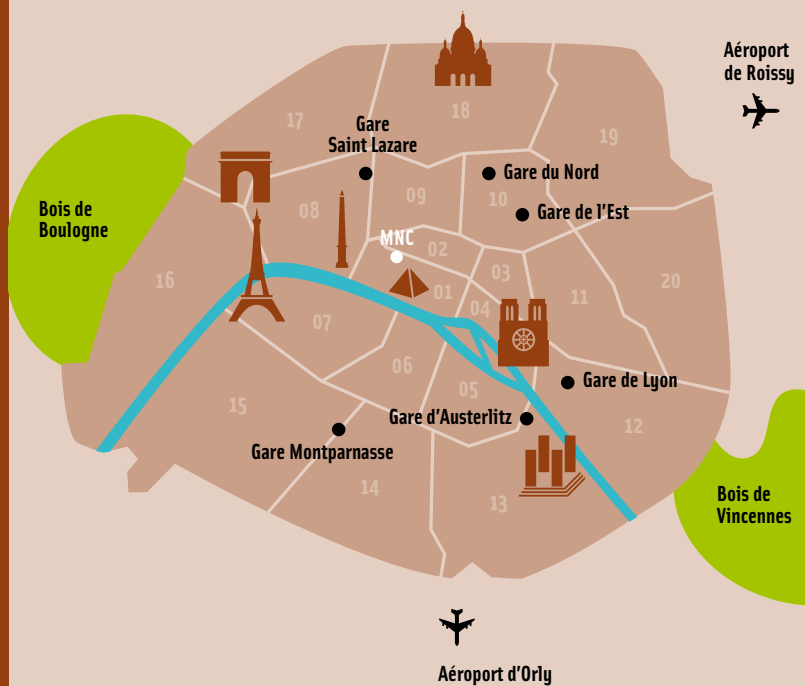 Aéroport
de Roissy
18
17
Gare
Saint Lazare
19
Gare du Nord
09
10
Bois de
Boulogne
08
Gare de l'Est
MNC
02
03
16
20
01
11
04
07
06
05
Gare de Lyon
15
Gare d'Austerlitz
12
Gare Montparnasse
14
13
Bois de
Vincennes
Aéroport d'Orly